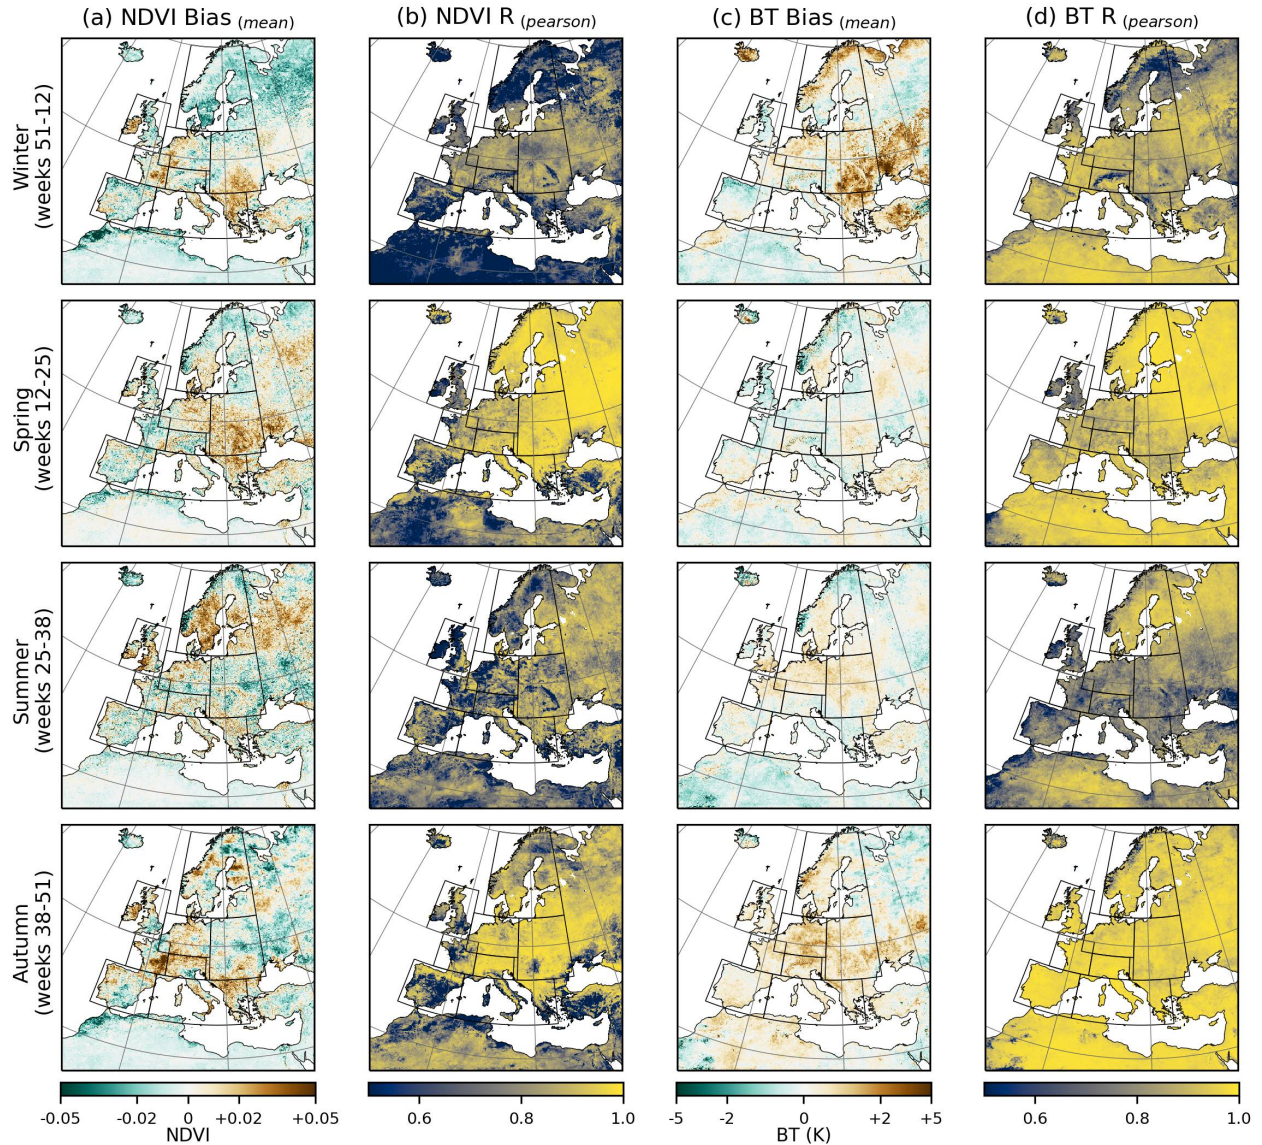 (a) NDVI Bias (mean)
(b) NDVI R (pearson)
(c) BT Bias (mean)
(d) BT R (pearson)
Winter
(weeks 51-12)
Spring
(weeks 12-25)
Summer
(weeks 25-38)
Autumn
(weeks 38-51)
-0.05 -0.02 0 +0.02 +0.05
NDVI
0.6 0.8 1.0
-5 -2 0 +2 +5
BT (K)
0.6 0.8 1.0